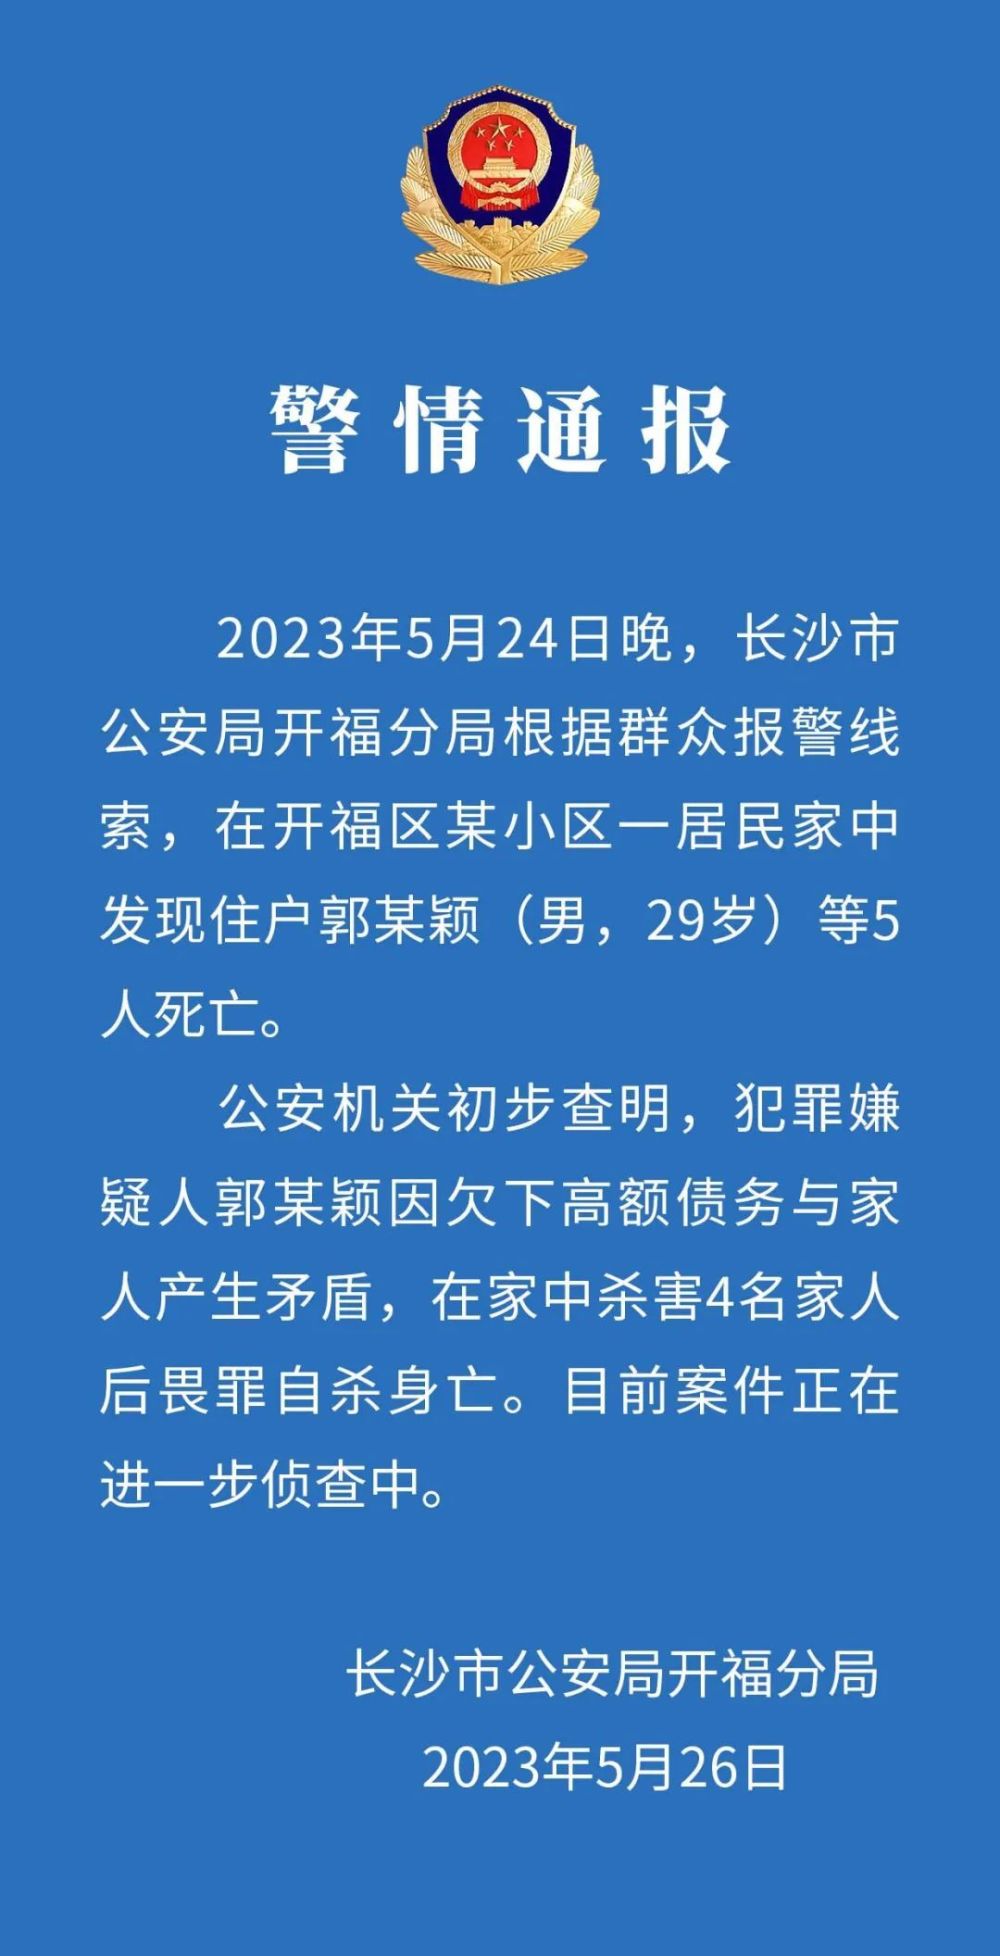 警情通报
2023年5月24日晚，长沙市
公安局开福分局根据群众报警线
索，在开福区某小区一居民家中
发现住户郭某颖（男，29岁）等5
人死亡。
公安机关初步查明，犯罪嫌
疑人郭某颖因欠下高额债务与家
人产生矛盾，在家中杀害4名家人
后畏罪自杀身亡。目前案件正在
进一步侦查中。
长沙市公安局开福分局
2023年5月26日